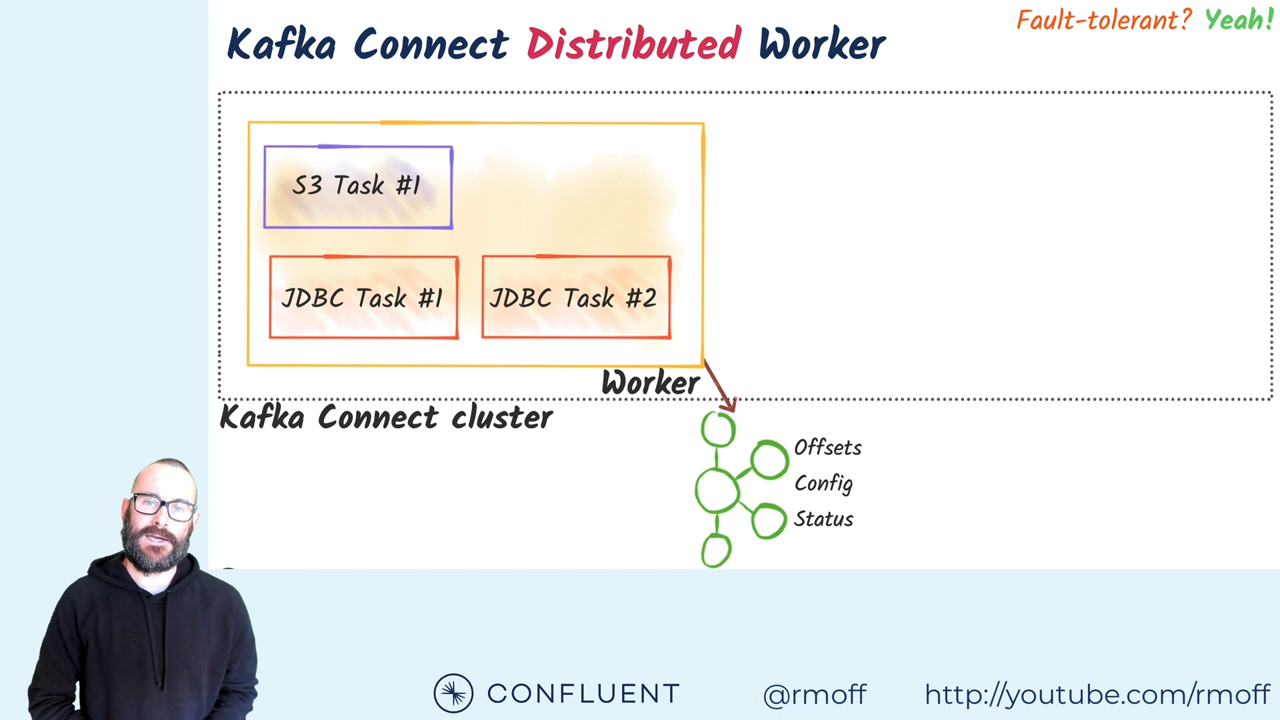 Fault-tolerant? Yeah!
Kafka Connect Distributed Worker
S3 Task #1
JDBC Task #1
JDBC Task #2
Worker
Kafka Connect cluster
Offsets
Config
Status
CONFLUENT
@rmoff
http://youtube.com/rmoff